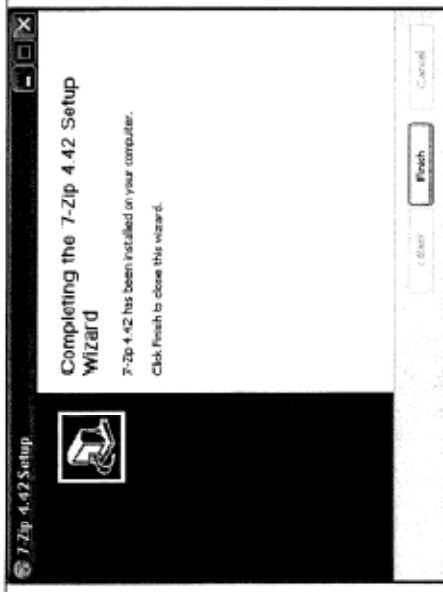 7-Zip 4.42 Setup
Completing the 7-Zip 4.42 Setup
Wizard
7-Zip 4.42 has been installed on your computer.
Click Finish to close this wizard.
< Back
Finish
Cancel